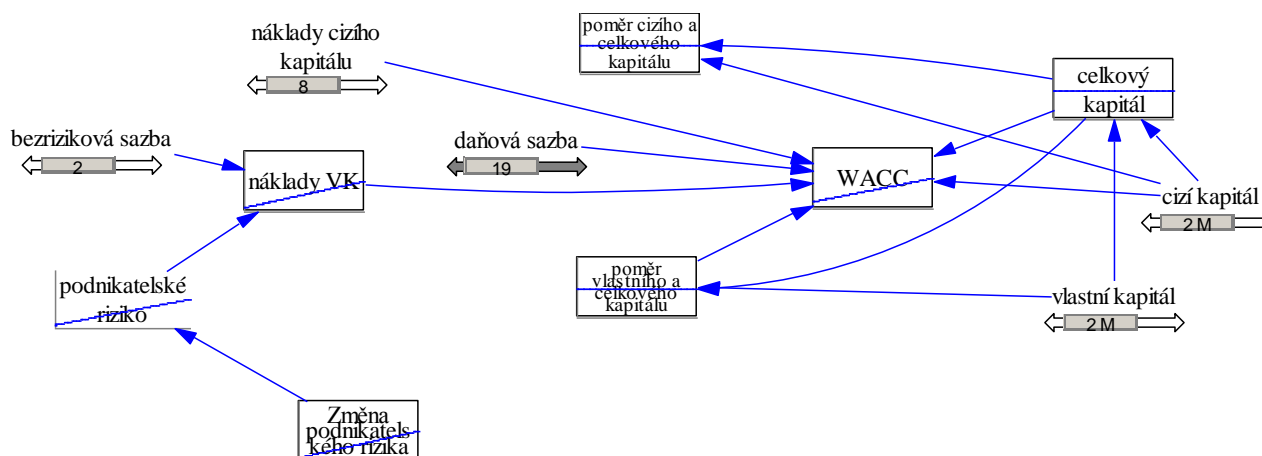 náklady cizího
kapitálu
8
poměr cizího a
celkového
kapitálu
celkový
kapitál
bezriziková sazba
2
náklady VK
daňová sazba
19
WACC
cizí kapitál
2 M
podnikatelské
riziko
poměr
vlastního a
celkového
kapitálu
vlastní kapitál
2 M
Změna
podnikatels
kého rizika